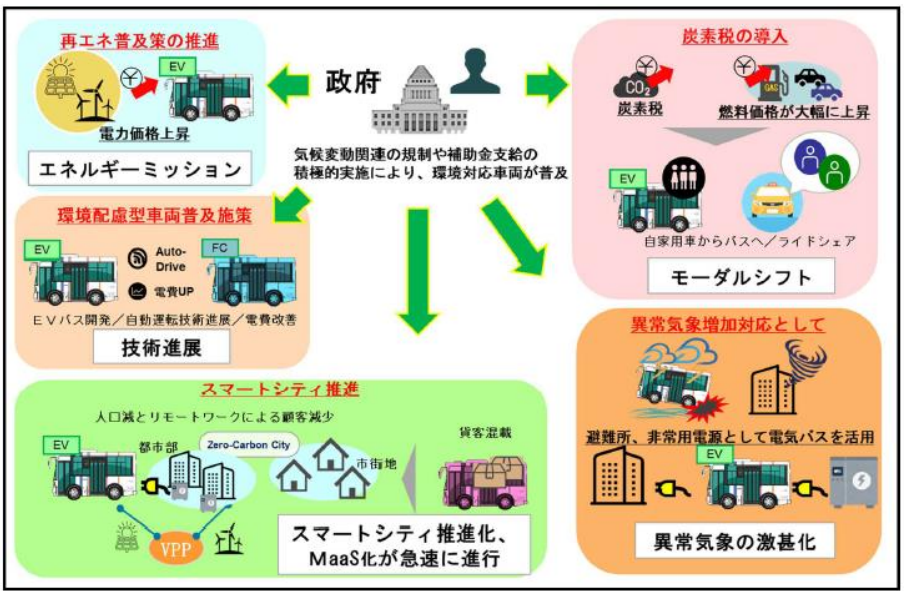 再エネ普及策の推進
EV
電力価格上昇
エネルギーミッション
政府
気候変動関連の規制や補助金支給の
積極的実施により、環境対応車両が普及
炭素税の導入
CO₂
炭素税
GAS
燃料価格が大幅に上昇
EV
自家用車からバスへ／ライドシェア
モーダルシフト
環境配慮型車両普及施策
EV
Auto-
Drive
電費UP
FC
ＥＶバス開発／自動運転技術進展／電費改善
技術進展
異常気象増加対応として
避難所、非常用電源として電気バスを活用
EV
異常気象の激甚化
スマートシティ推進
人口減とリモートワークによる顧客減少
EV
都市部
Zero-Carbon City
市街地
貨客混載
VPP
スマートシティ推進化、
MaaS化が急速に進行